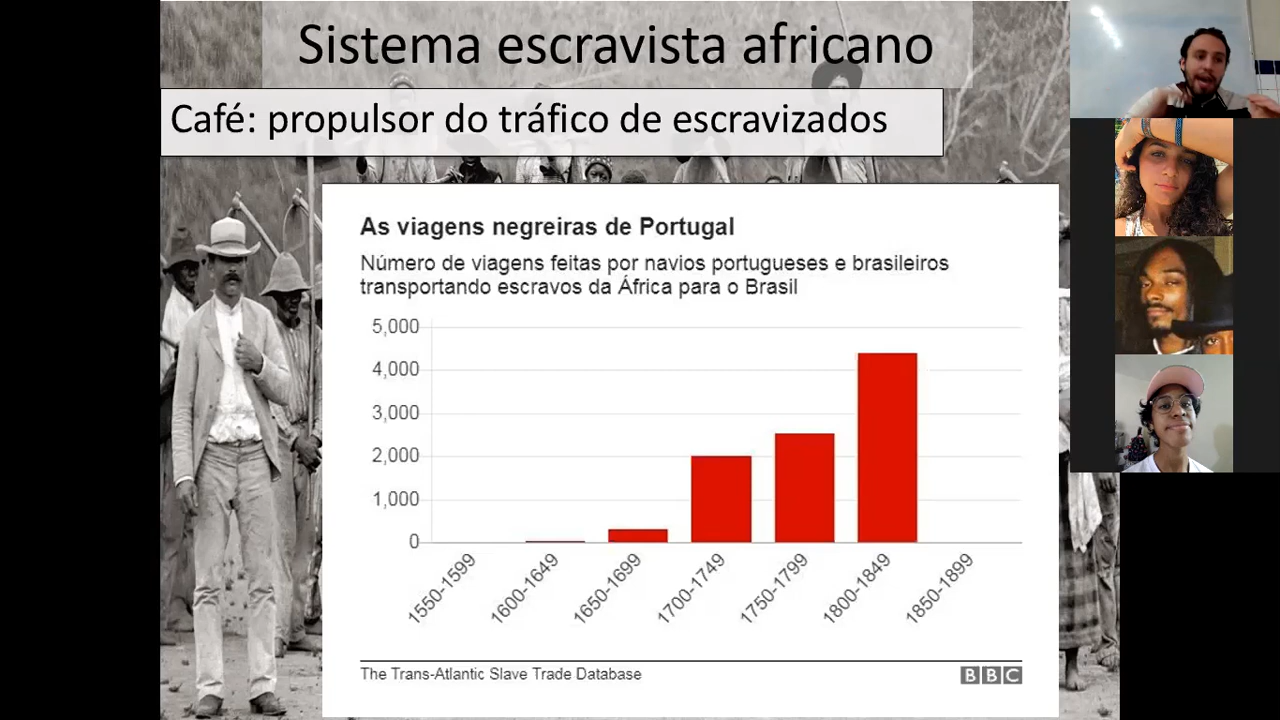 Sistema escravista africano
Café: propulsor do tráfico de escravizados
As viagens negreiras de Portugal
Número de viagens feitas por navios portugueses e brasileiros
transportando escravos da África para o Brasil
5,000
4,000
3,000
2,000
1,000
0
1550-1599
1600-1649
1650-1699
1700-1749
1750-1799
1800-1849
1850-1899
The Trans-Atlantic Slave Trade Database
BBC